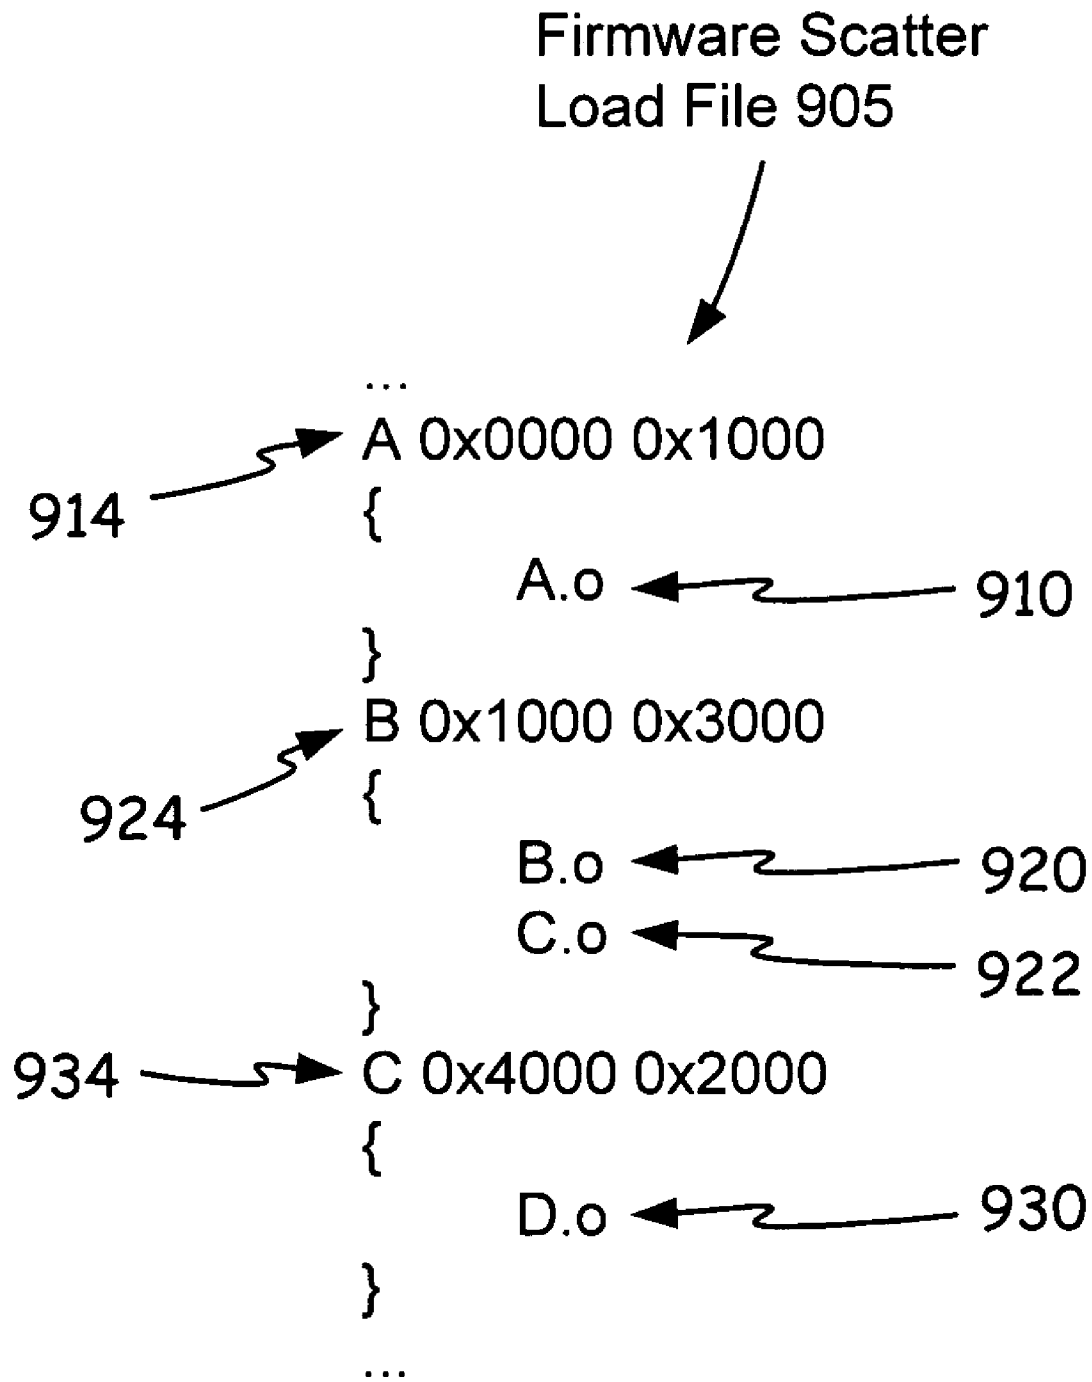 Firmware Scatter
Load File 905
...
A 0x0000 0x1000
914
{
A.o
910
}
B 0x1000 0x3000
924
{
B.o
920
C.o
922
}
934
C 0x4000 0x2000
{
D.o
930
}
...